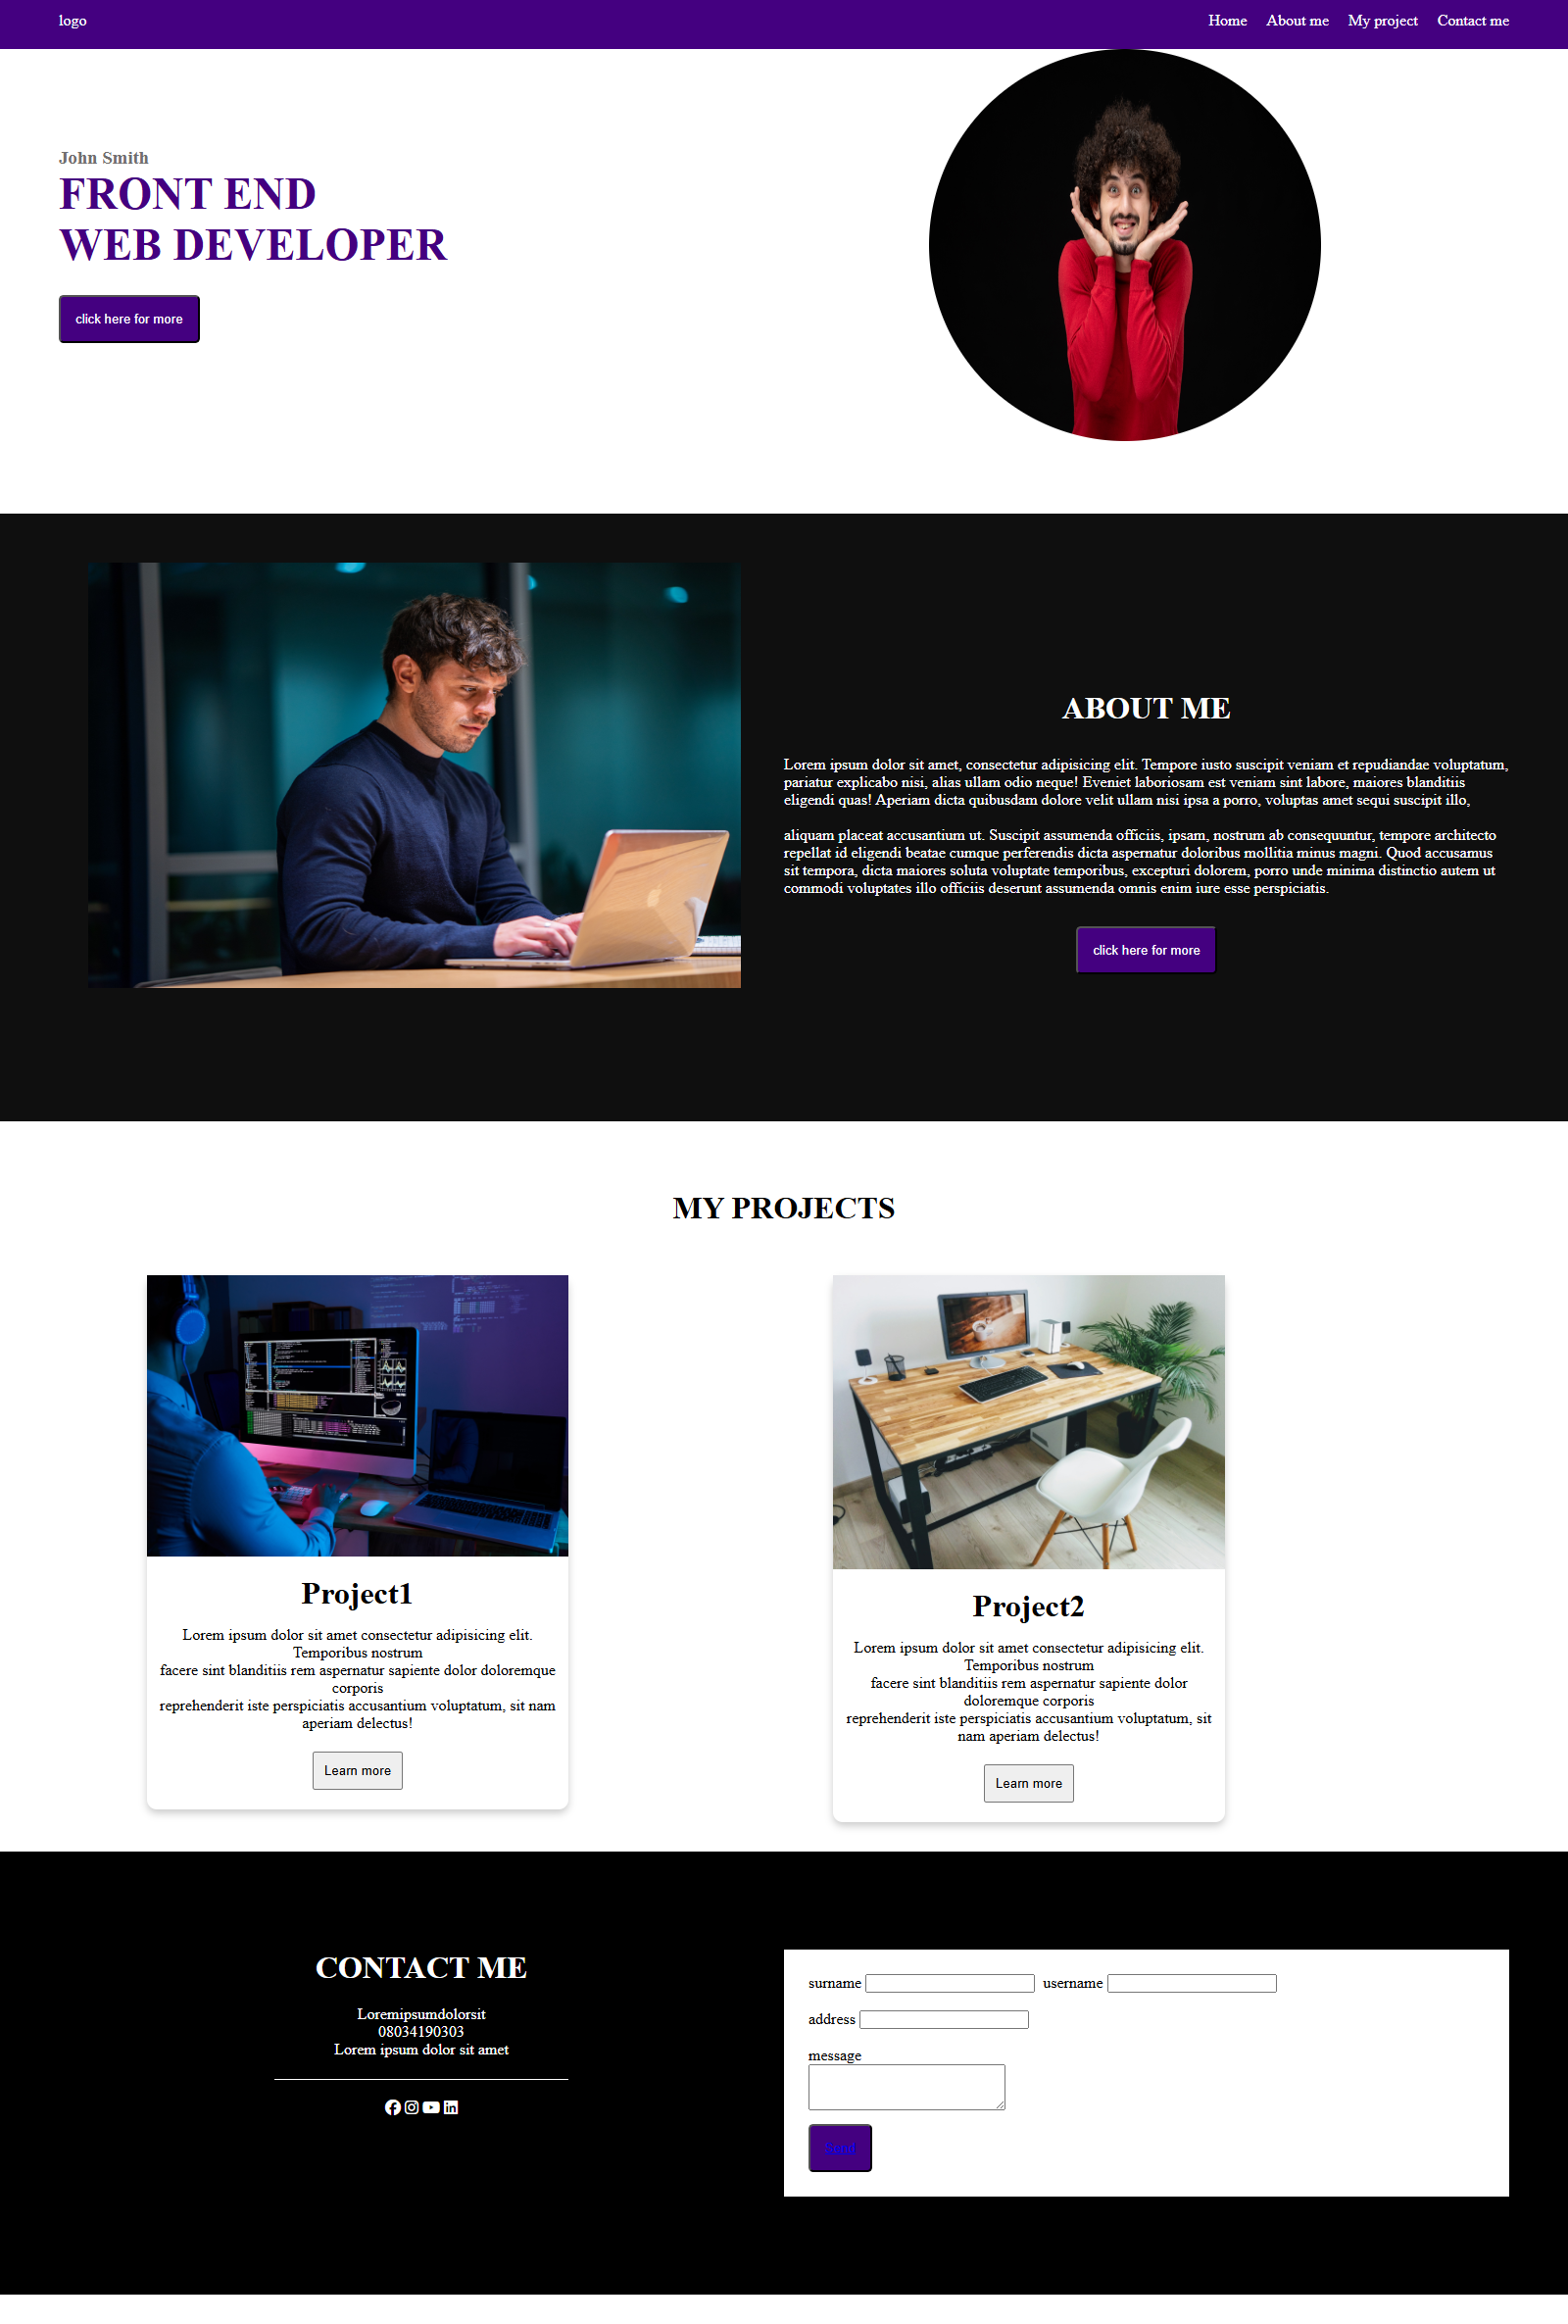 logo
Home About me My project Contact me
John Smith
FRONT END
WEB DEVELOPER
click here for more
ABOUT ME
Lorem ipsum dolor sit amet, consectetur adipisicing elit. Tempore iusto suscipit veniam et repudiandae voluptatum,
pariatur explicabo nisi, alias ullam odio neque! Eveniet laboriosam est veniam sint labore, maiores blanditiis
eligendi quas! Aperiam dicta quibusdam dolore velit ullam nisi ipsa a porro, voluptas amet sequi suscipit illo,
aliquam placeat accusantium ut. Suscipit assumenda officiis, ipsam, nostrum ab consequuntur, tempore architecto
repellat id eligendi beatae cumque perferendis dicta aspernatur doloribus mollitia minus magni. Quod accusamus
sit tempora, dicta maiores soluta voluptate temporibus, excepturi dolorem, porro unde minima distinctio autem ut
commodi voluptates illo officiis deserunt assumenda omnis enim iure esse perspiciatis.
click here for more
MY PROJECTS
Project1
Lorem ipsum dolor sit amet consectetur adipisicing elit.
Temporibus nostrum
facere sint blanditiis rem aspernatur sapiente dolor doloremque
corporis
reprehenderit iste perspiciatis accusantium voluptatum, sit nam
aperiam delectus!
Learn more
Project2
Lorem ipsum dolor sit amet consectetur adipisicing elit.
Temporibus nostrum
facere sint blanditiis rem aspernatur sapiente dolor
doloremque corporis
reprehenderit iste perspiciatis accusantium voluptatum, sit
nam aperiam delectus!
Learn more
CONTACT ME
Loremipsumdolorsit
08034190303
Lorem ipsum dolor sit amet
surname username
address
message
Send